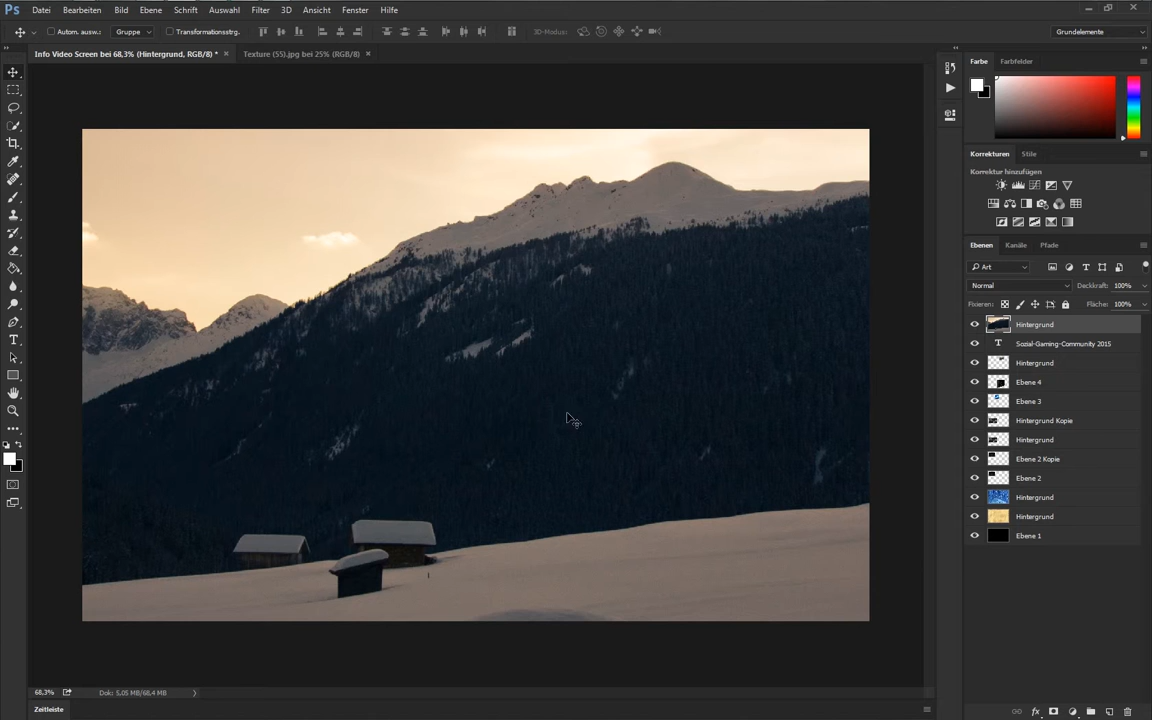 Ps Datei Bearbeiten Bild Ebene Schrift Auswahl Filter 3D Ansicht Fenster Hilfe
Autom. ausw.: Gruppe Transformationsstrg. 3D-Modus: Grundelemente
Info Video Screen bei 68,3% (Hintergrund, RGB/8) * × Texture (55).jpg bei 25% (RGB/8) ×
Farbe Farbfelder
Korrekturen Stile
Korrektur hinzufügen
Ebenen Kanäle Pfade
Art
Normal Deckkraft: 100%
Fixieren: Fläche: 100%
Hintergrund
T Sozial-Gaming-Community 2015
Hintergrund
Ebene 4
Ebene 3
Hintergrund Kopie
Hintergrund
Ebene 2 Kopie
Ebene 2
Hintergrund
Hintergrund
Ebene 1
68,3% Dok: 5,05 MB/68,4 MB
Zeitleiste fx